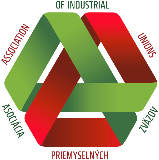 ASSOCIATION
OF INDUSTRIAL
UNIONS
ASOCIÁCIA
PRIEMYSELNÝCH
ZVÄZOV